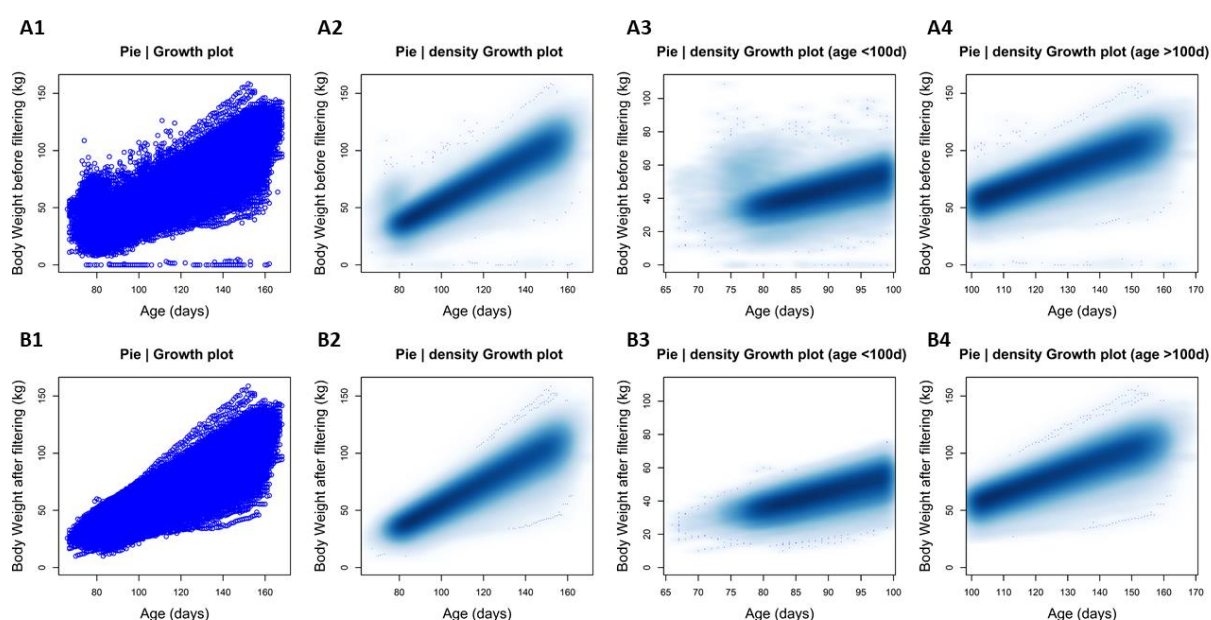 A1
Pie | Growth plot
Body Weight before filtering (kg)
150
100
50
0
80 100 120 140 160
Age (days)
A2
Pie | density Growth plot
Body Weight before filtering (kg)
150
100
50
0
80 100 120 140 160
Age (days)
A3
Pie | density Growth plot (age <100d)
Body Weight before filtering (kg)
100
80
60
40
20
0
65 70 75 80 85 90 95 100
Age (days)
A4
Pie | density Growth plot (age >100d)
Body Weight before filtering (kg)
150
100
50
0
100 110 120 130 140 150 160 170
Age (days)
B1
Pie | Growth plot
Body Weight after filtering (kg)
150
100
50
0
80 100 120 140 160
Age (days)
B2
Pie | density Growth plot
Body Weight after filtering (kg)
150
100
50
0
80 100 120 140 160
Age (days)
B3
Pie | density Growth plot (age <100d)
Body Weight after filtering (kg)
100
80
60
40
20
0
65 70 75 80 85 90 95 100
Age (days)
B4
Pie | density Growth plot (age >100d)
Body Weight after filtering (kg)
150
100
50
0
100 110 120 130 140 150 160 170
Age (days)